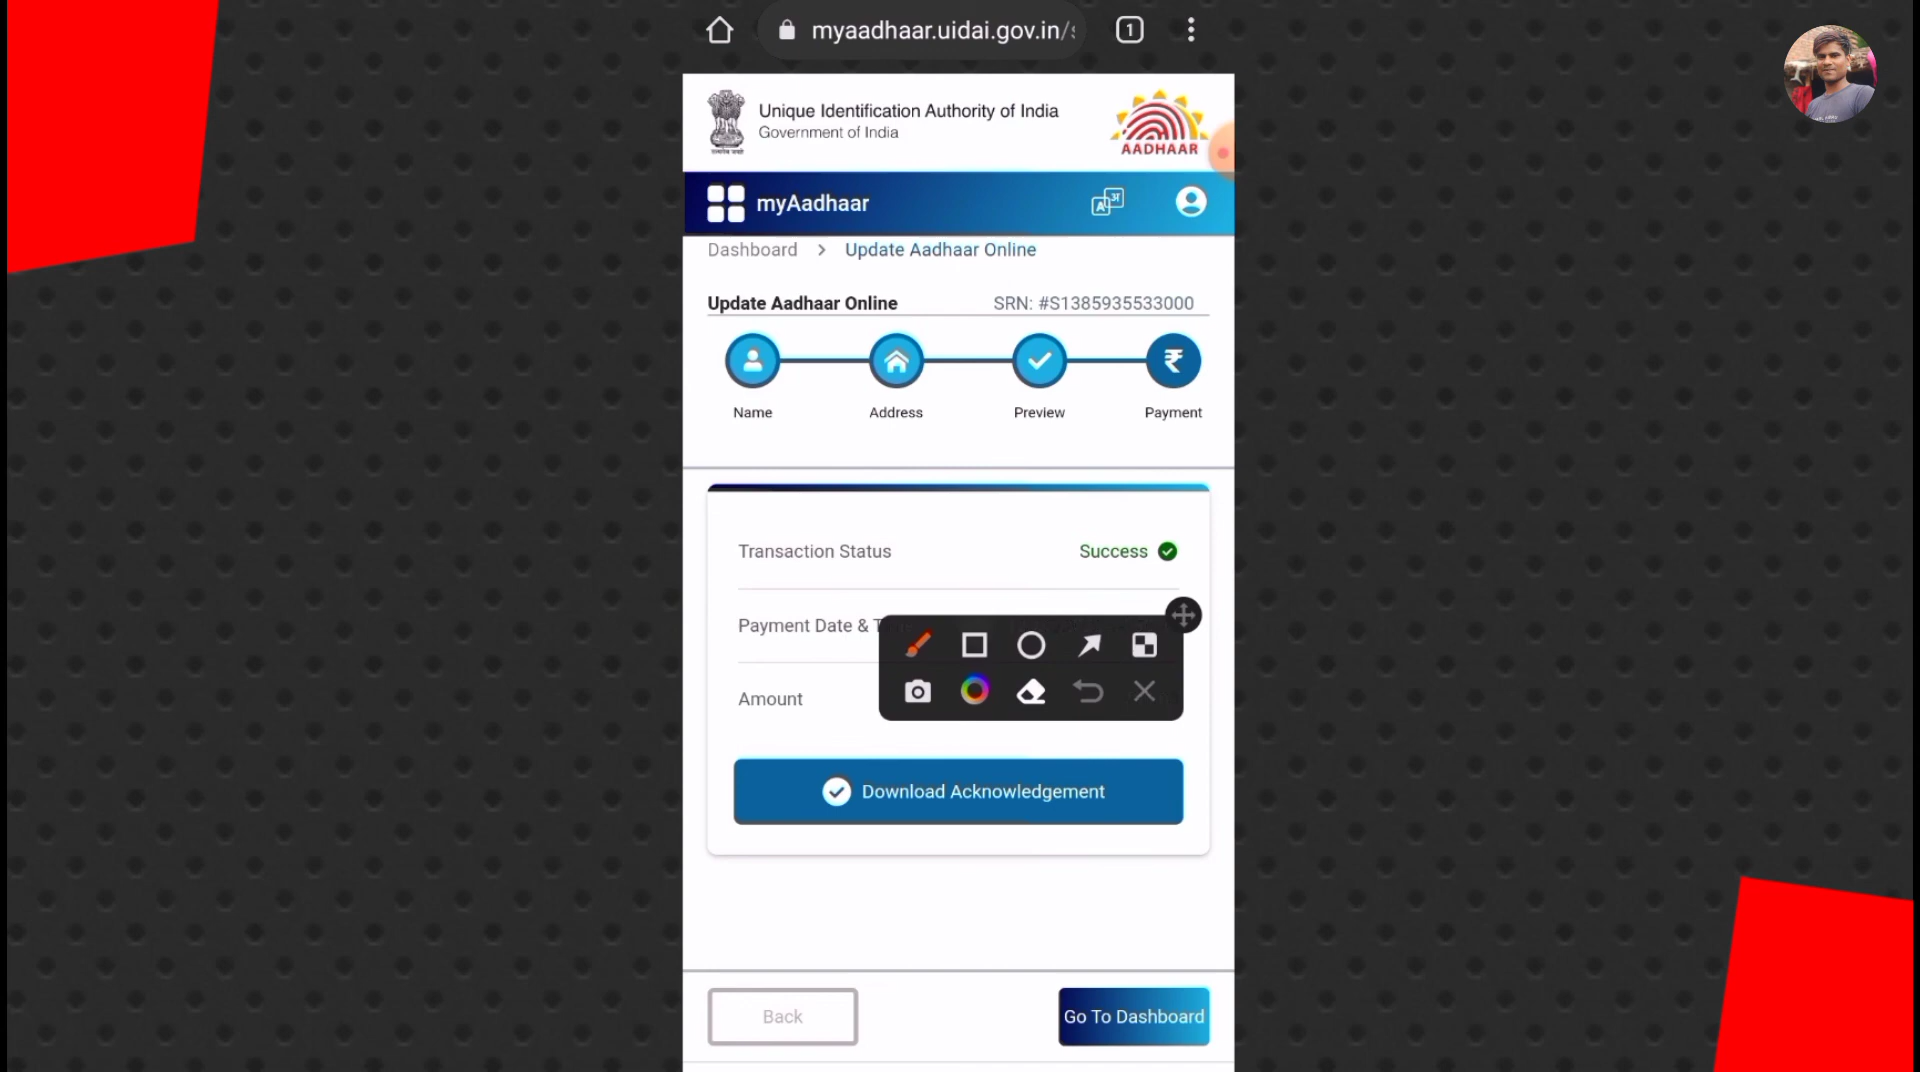 myaadhaar.uidai.gov.in/
1
Unique Identification Authority of India
Government of India
AADHAAR
myAadhaar
Dashboard > Update Aadhaar Online
Update Aadhaar Online SRN: #S1385935533000
Name Address Preview Payment
Transaction Status Success
Payment Date &
Amount
Download Acknowledgement
Back Go To Dashboard